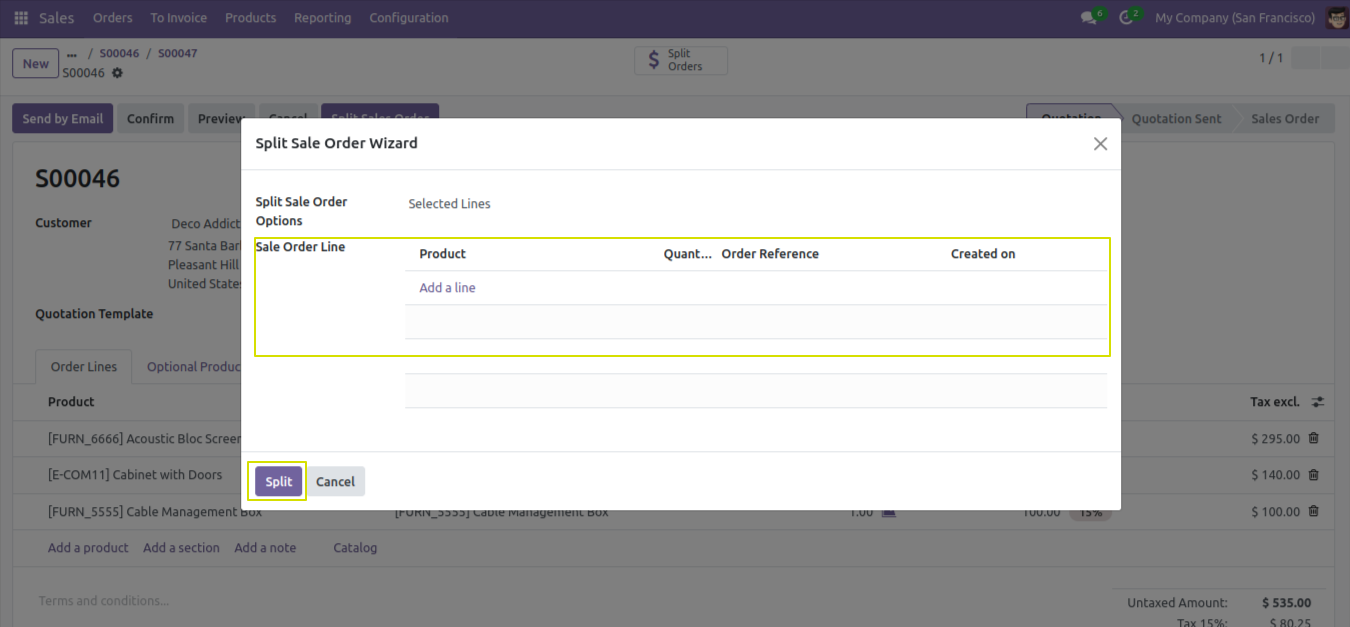 Sales Orders To Invoice Products Reporting Configuration 6 2 My Company (San Francisco)
New ... / S00046 / S00047
S00046
$ Split Orders
1 / 1
Send by Email Confirm Preview Cancel Split Sales Order Quotation Quotation Sent Sales Order
Split Sale Order Wizard
Split Sale Order Options
Selected Lines
Sale Order Line
Product Quant... Order Reference Created on
Add a line
Split Cancel
S00046
Customer Deco Addict
77 Santa Bar
Pleasant Hill
United States
Quotation Template
Order Lines Optional Produc
Product Tax excl.
[FURN_6666] Acoustic Bloc Screen $ 295.00
[E-COM11] Cabinet with Doors $ 140.00
[FURN_5555] Cable Management Box [FURN_5555] Cable Management Box 1.00 100.00 15% $ 100.00
Add a product Add a section Add a note Catalog
Terms and conditions...
Untaxed Amount: $ 535.00
Tax 15%: $ 80.25